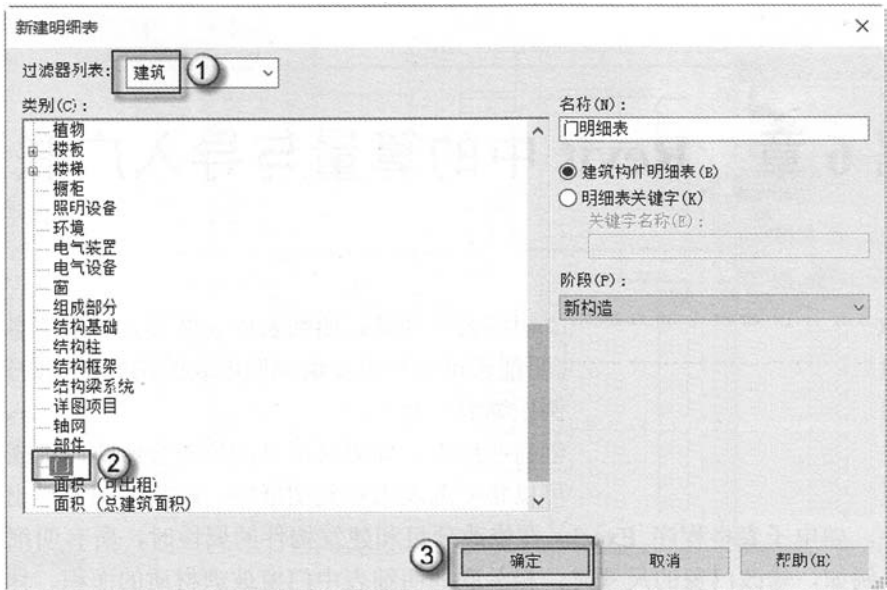 新建明细表
过滤器列表: 建筑 ①
类别(C):
植物
楼板
楼梯
橱柜
照明设备
环境
电气装置
电气设备
窗
组成部分
结构基础
结构柱
结构框架
结构梁系统
详图项目
轴网
部件
门 ②
面积 (可出租)
面积 (总建筑面积)
名称(N):
门明细表
建筑构件明细表(B)
明细表关键字(K)
关键字名称(E):
阶段(P):
新构造
③ 确定 取消 帮助(H)